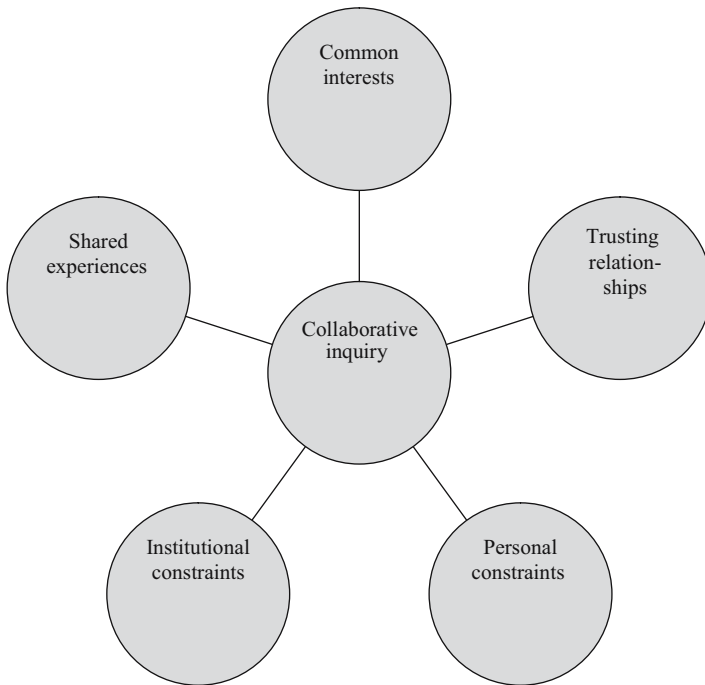 Common
interests
Shared
experiences
Trusting
relation-
ships
Collaborative
inquiry
Institutional
constraints
Personal
constraints